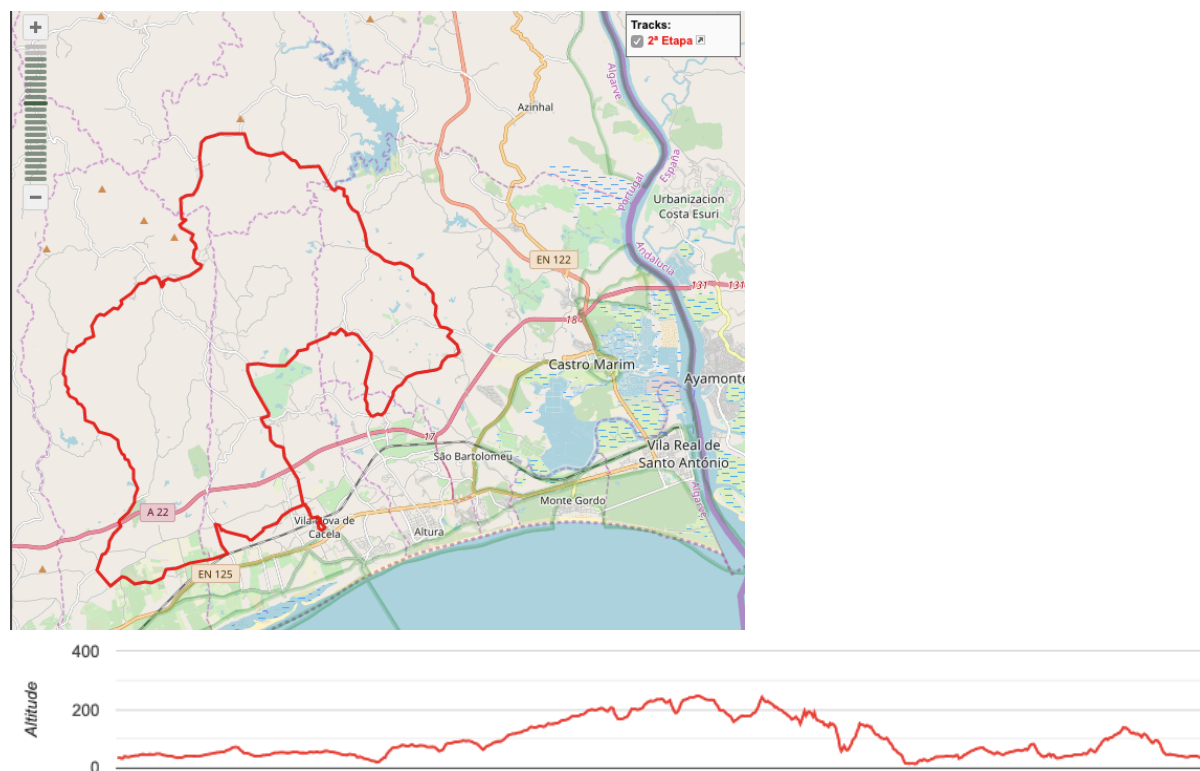 +
Tracks:
2ª Etapa
Algarve
Azinhal
España
Portugal
Urbanizacion
Costa Esuri
Andalucía
EN 122
131
131
18
Castro Marim
Ayamonte
17
São Bartolomeu
Vila Real de
Santo António
Algarve
A 22
Monte Gordo
Vila Nova de
Cacela
Altura
EN 125
−
400
Altitude
200
0